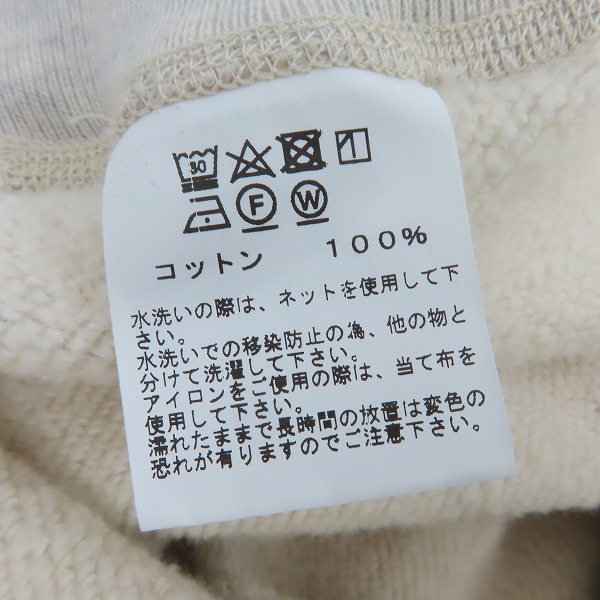 30
F W
コットン 100%
水洗いの際は、ネットを使用して下
さい。
水洗いでの移染防止の為、他の物と
分けて洗濯して下さい。
アイロンをご使用の際は、当て布を
使用して下さい。
濡れたままで長時間の放置は変色の
恐れが有りますのでご注意下さい。